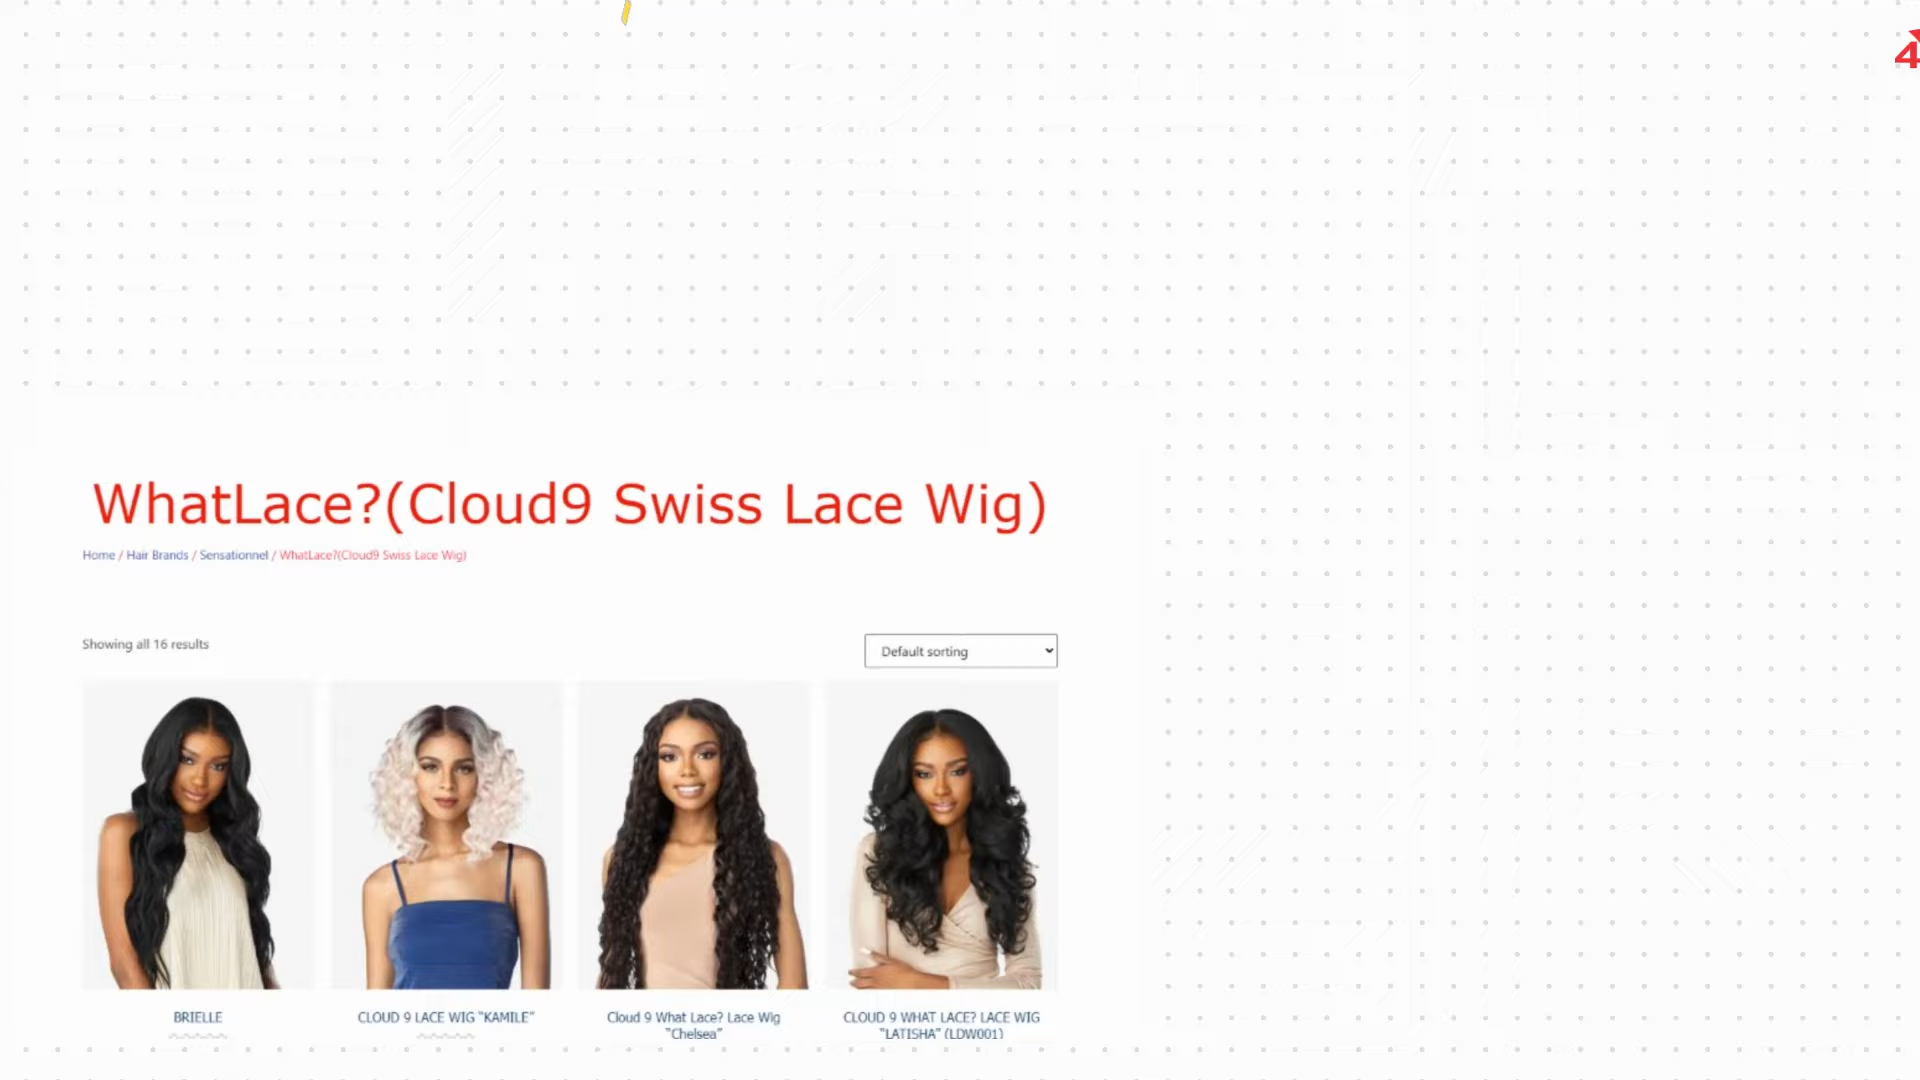 4
WhatLace?(Cloud9 Swiss Lace Wig)
Home / Hair Brands / Sensationnel / WhatLace?(Cloud9 Swiss Lace Wig)
Showing all 16 results
Default sorting
BRIELLE
CLOUD 9 LACE WIG "KAMILE"
Cloud 9 What Lace? Lace Wig
"Chelsea"
CLOUD 9 WHAT LACE? LACE WIG
"LATISHA" (LDW001)